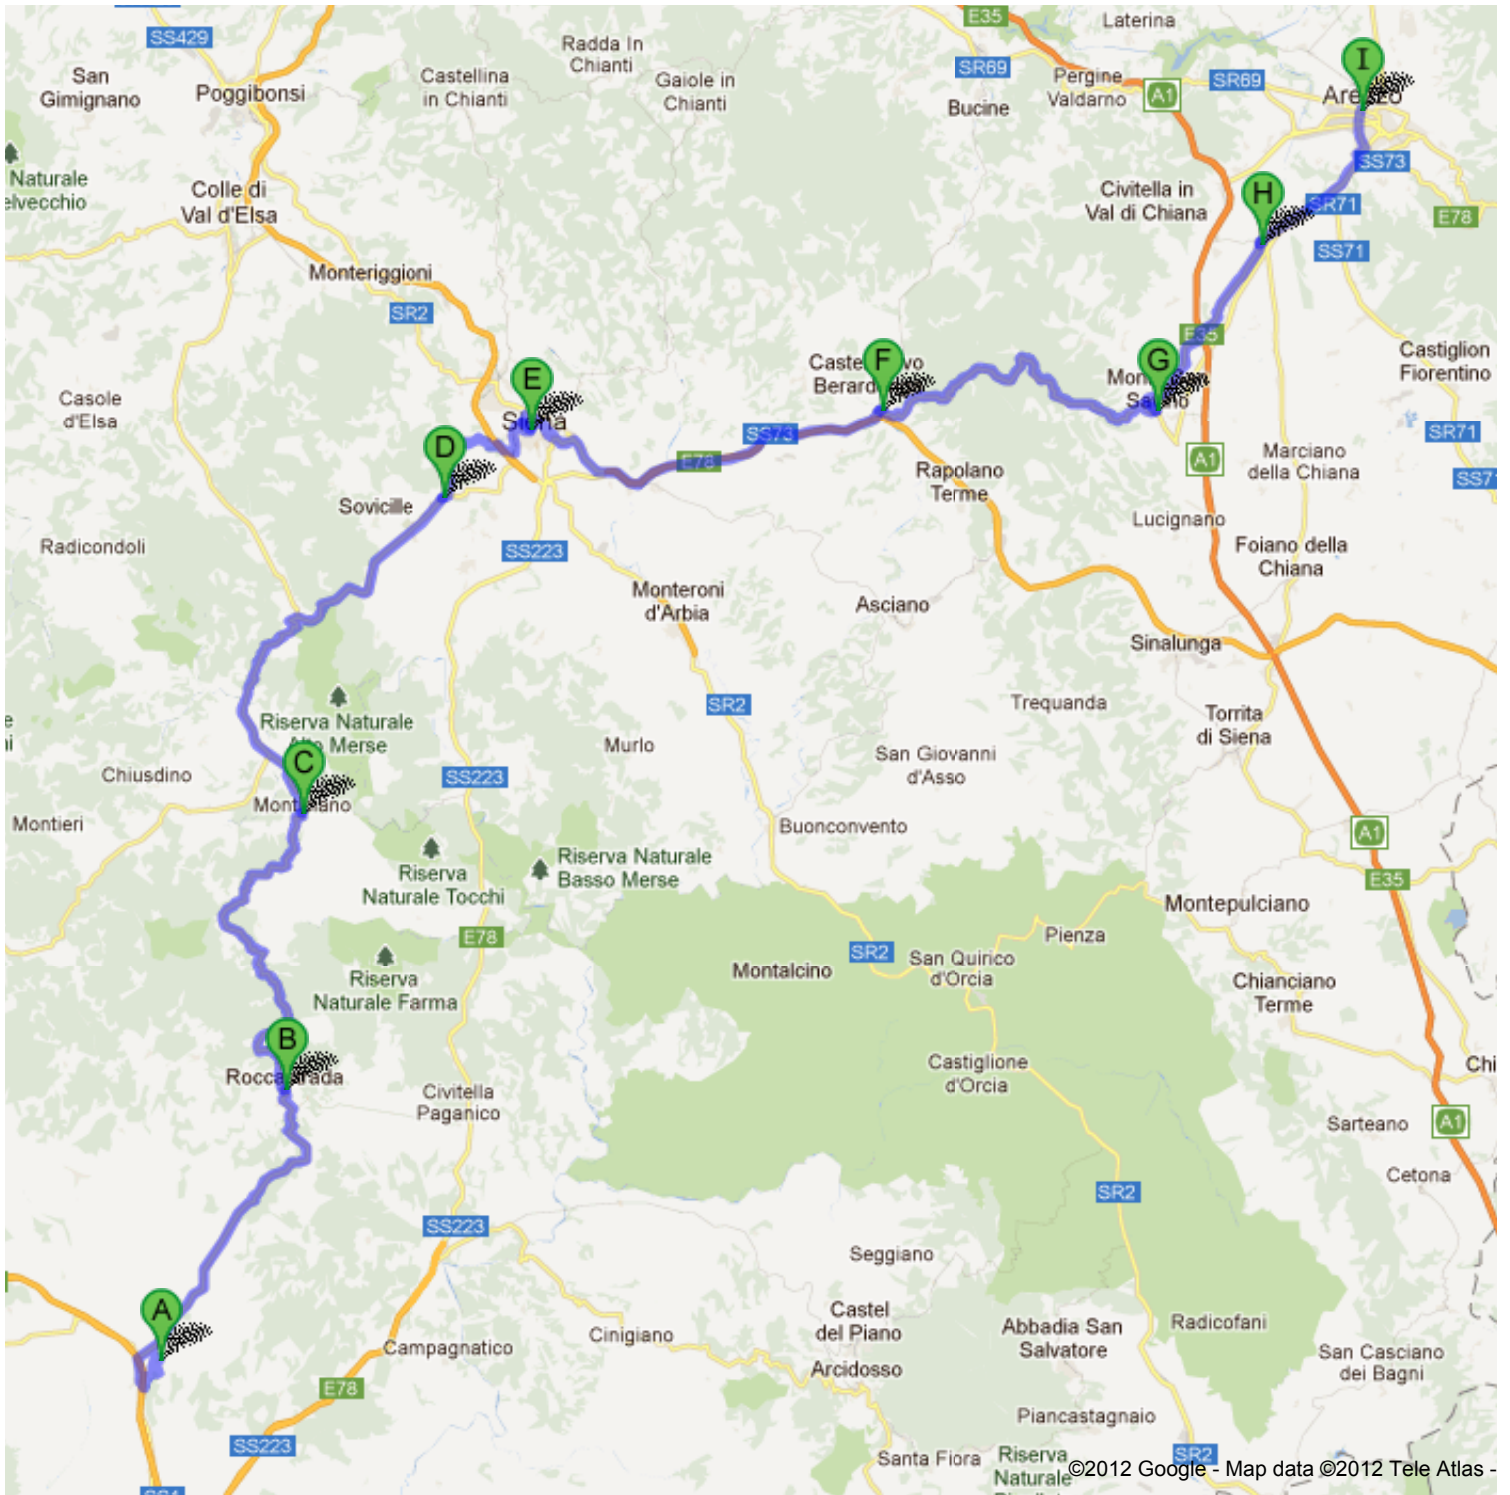 E35
Laterina
SS429
Radda In
Chianti
San
Gimignano
Poggibonsi
Castellina
in Chianti
Gaiole in
Chianti
SR69
Bucine
Pergine
Valdarno
A1
SR69
I
Naturale
elvecchio
Colle di
Val d'Elsa
Civitella in
Val di Chiana
H
SS73
SR71
E78
SS71
Monteriggioni
SR2
E35
Castiglion
Fiorentino
F
G
E
Casole
d'Elsa
D
SS73
E78
SR71
A1
Marciano
della Chiana
SS71
Rapolano
Terme
Sovicille
Lucignano
Radicondoli
SS223
Foiano della
Chiana
Monteroni
d'Arbia
Asciano
Sinalunga
Riserva Naturale
Merse
SR2
Trequanda
Torrita
di Siena
Murlo
San Giovanni
d'Asso
Chiusdino
C
SS223
Montieri
Buonconvento
A1
Riserva
Naturale Tocchi
Riserva Naturale
Basso Merse
E35
Montepulciano
E78
Pienza
SR2
San Quirico
d'Orcia
Montalcino
Riserva
Naturale Farma
Chianciano
Terme
B
Castiglione
d'Orcia
Chi
Civitella
Paganico
Sarteano
A1
Cetona
SR2
SS223
Seggiano
A
Castel
del Piano
Cinigiano
Campagnatico
Abbadia San
Salvatore
Radicofani
San Casciano
dei Bagni
Arcidosso
E78
Piancastagnaio
SS223
Santa Fiora
Riserva
Naturale
SR2
©2012 Google - Map data ©2012 Tele Atlas -